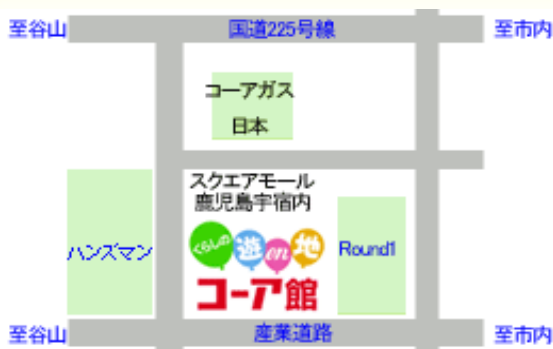 至谷山 国道225号線 至市内
コーアガス
日本
スクエアモール
鹿児島宇宿内
ハンズマン
くらしの遊en地
Round1
コーア館
至谷山 産業道路 至市内